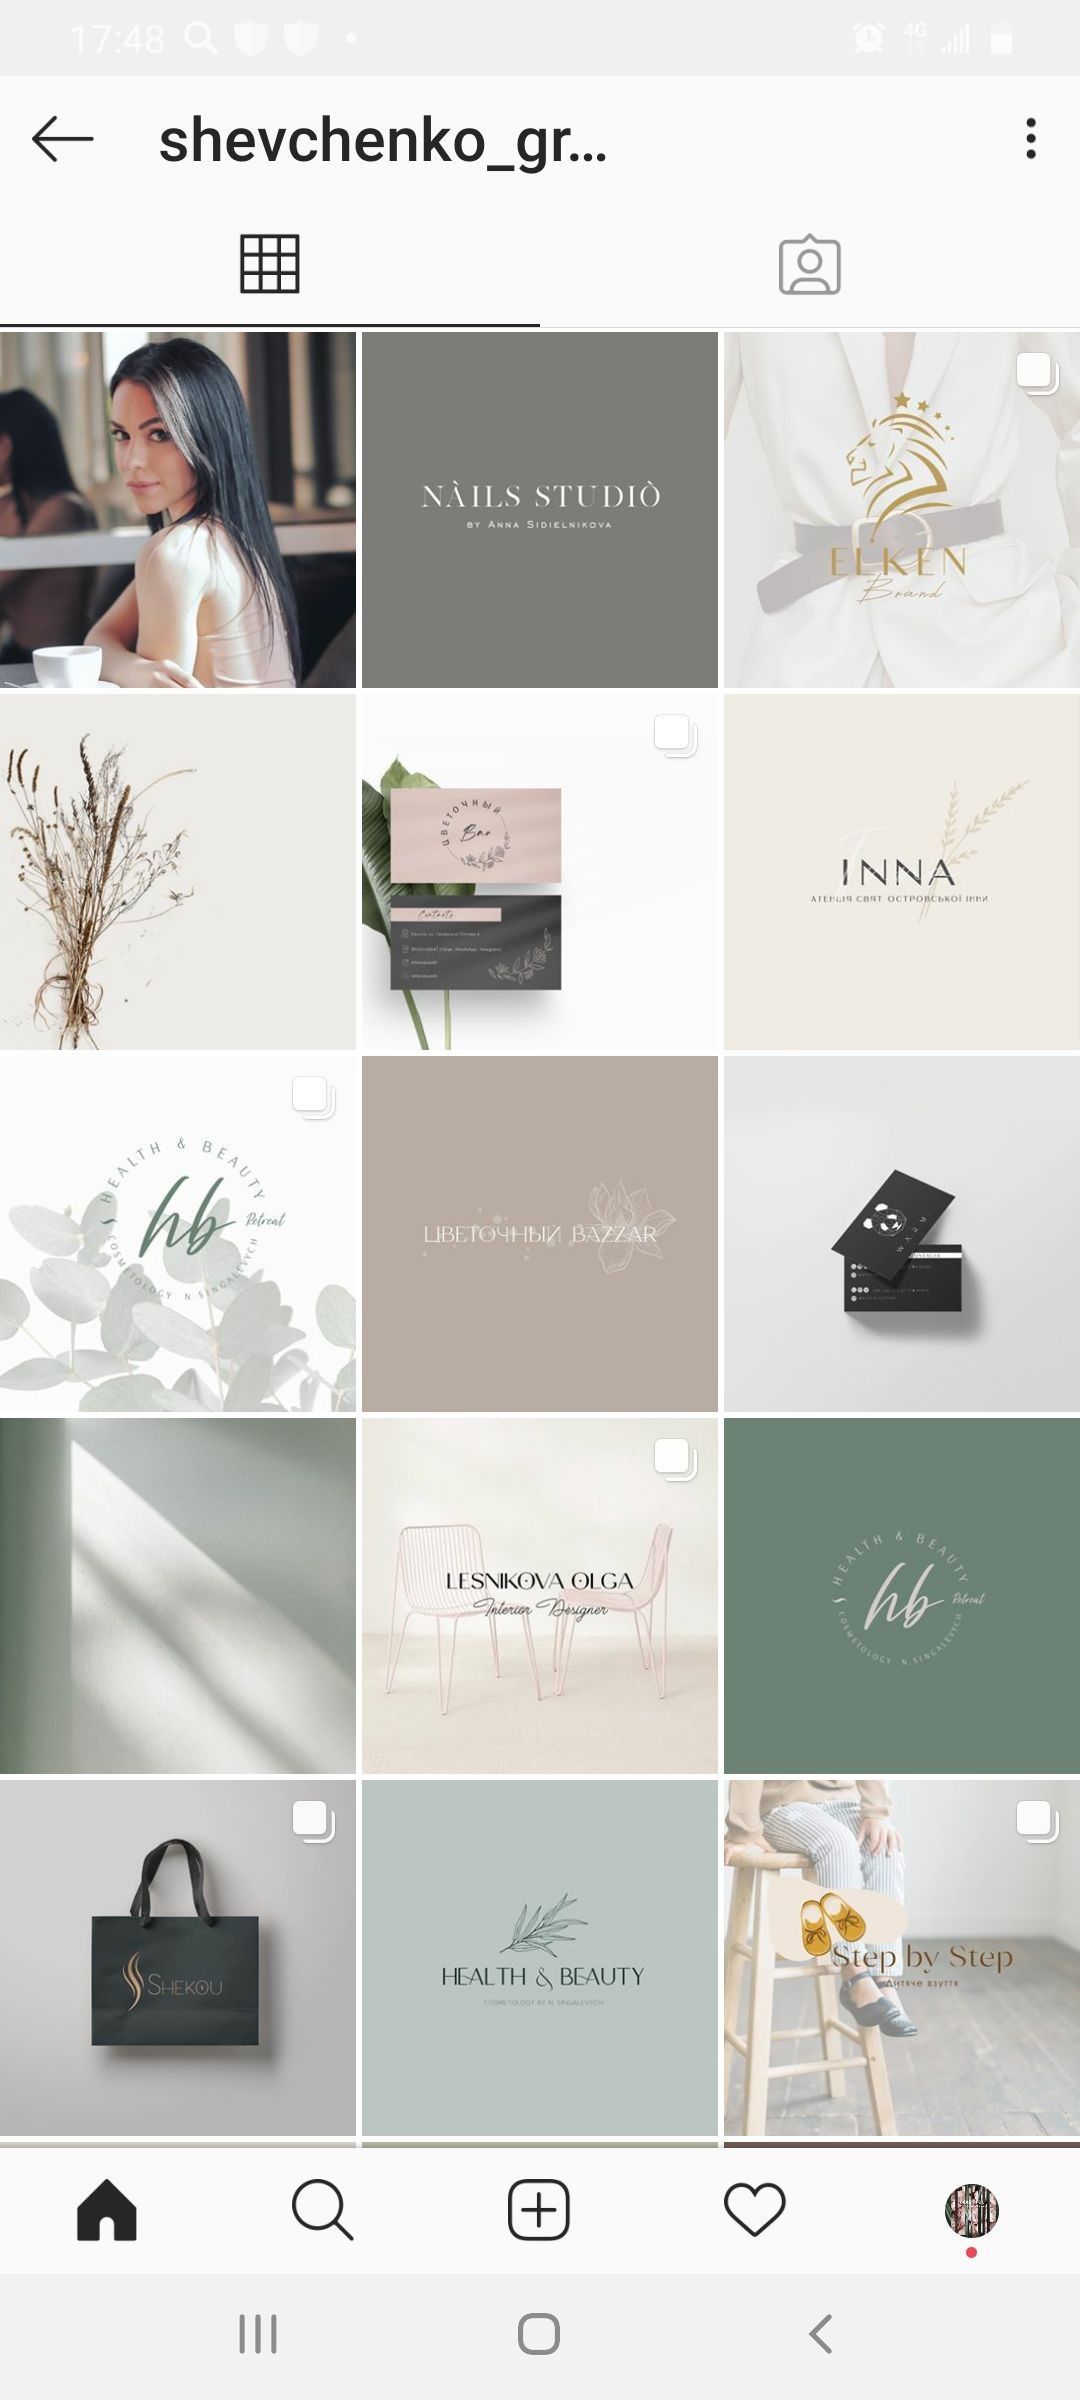 17:48
4G
shevchenko_gr...
NÀILS STUDIÒ
BY ANNA SIDIELNIKOVA
ELKEN
Brand
ЦВЕТОЧНЫЙ
Bar
Contacts
INNA
АГЕНЦІЯ СВЯТ ОСТРОВСЬКОЇ ІННИ
HEALTH & BEAUTY
hb
Retreat
COSMETOLOGY N.SINGALEVYCH
ЦВЕТОЧНЫЙ BAZZAR
WARM
LESNIKOVA OLGA
Interior Designer
HEALTH & BEAUTY
hb
Retreat
COSMETOLOGY N.SINGALEVYCH
SHEKOU
HEALTH & BEAUTY
COSMETOLOGY BY N. SINGALEVYCH
Step by Step
Дитяче взуття